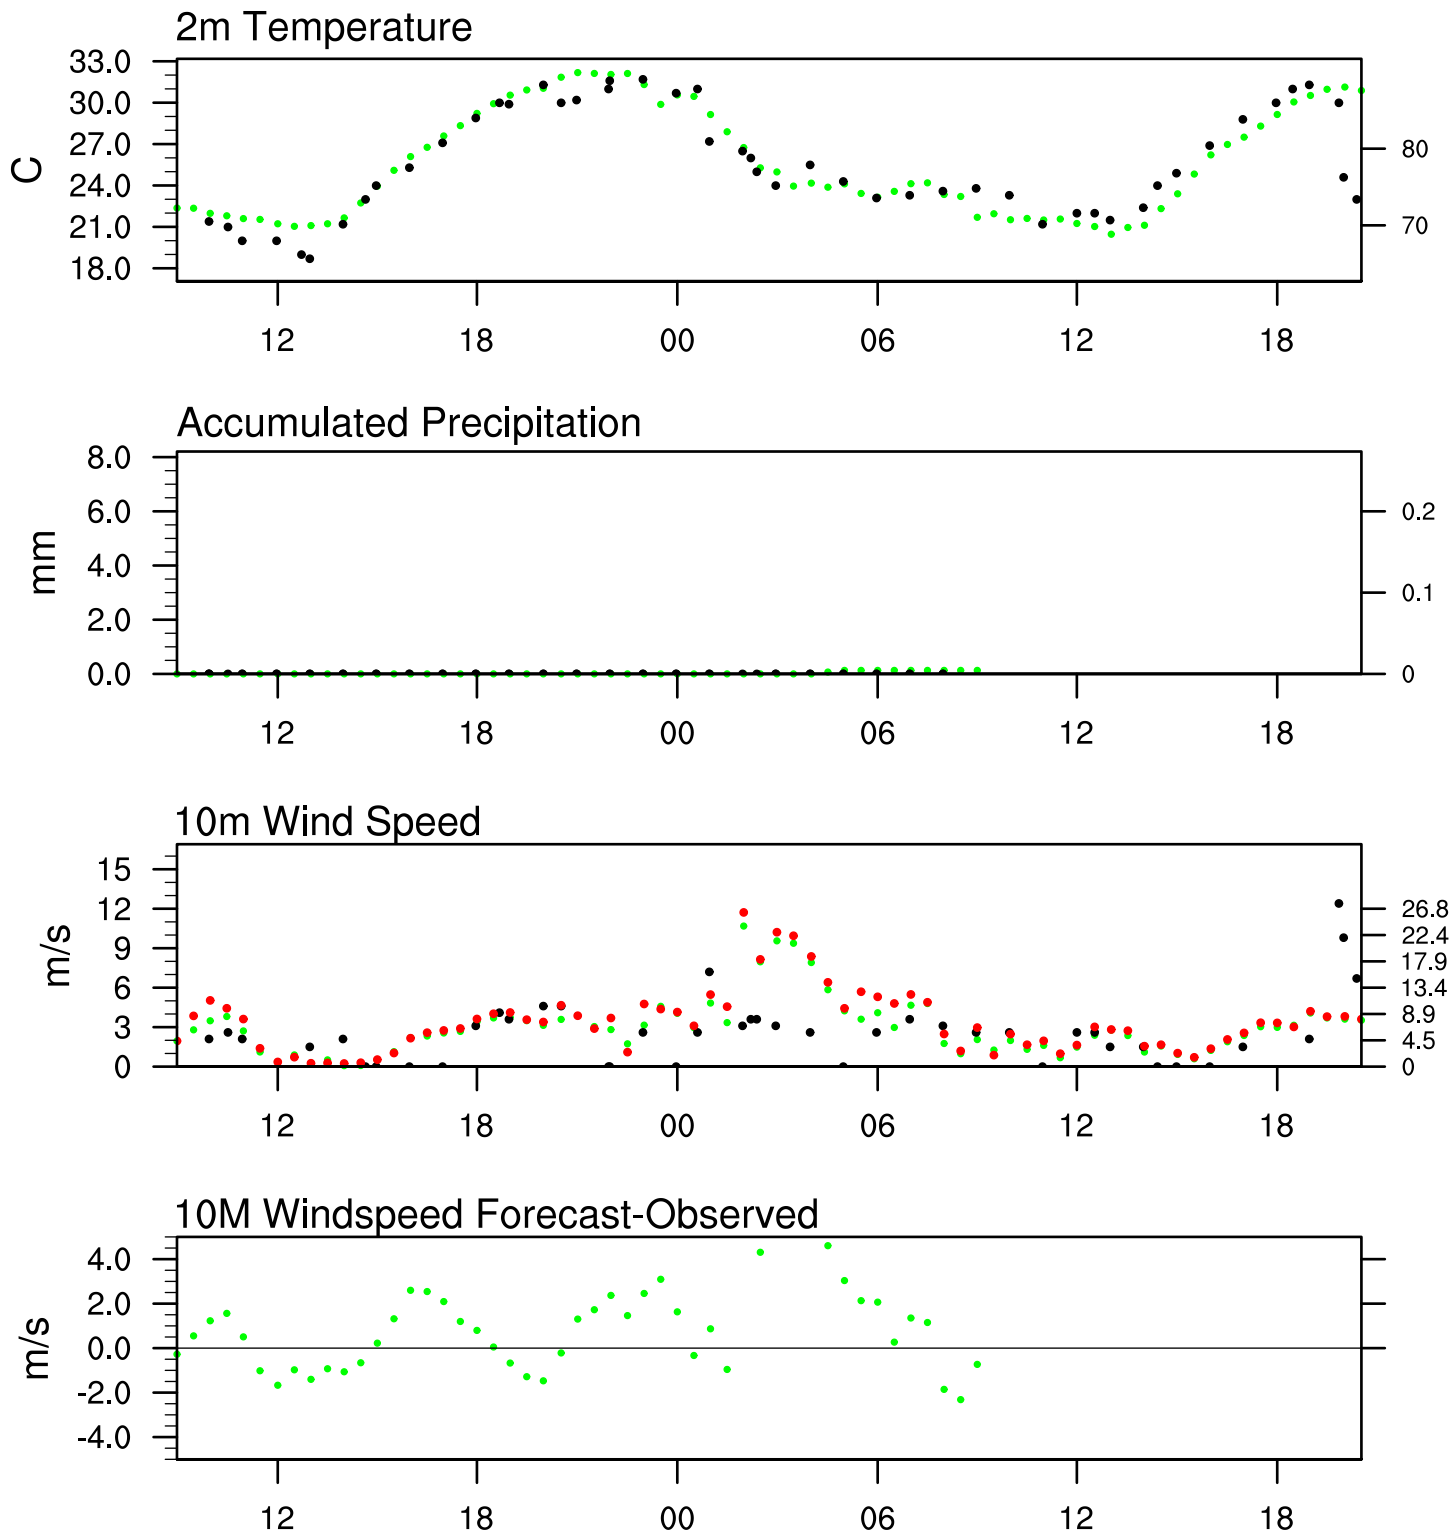 2m Temperature
33.0
30.0
27.0
24.0
21.0
18.0
C
80
70
12 18 00 06 12 18
Accumulated Precipitation
8.0
6.0
4.0
2.0
0.0
mm
0.2
0.1
0
12 18 00 06 12 18
10m Wind Speed
15
12
9
6
3
0
m/s
26.8
22.4
17.9
13.4
8.9
4.5
0
12 18 00 06 12 18
10M Windspeed Forecast-Observed
4.0
2.0
0.0
-2.0
-4.0
m/s
12 18 00 06 12 18